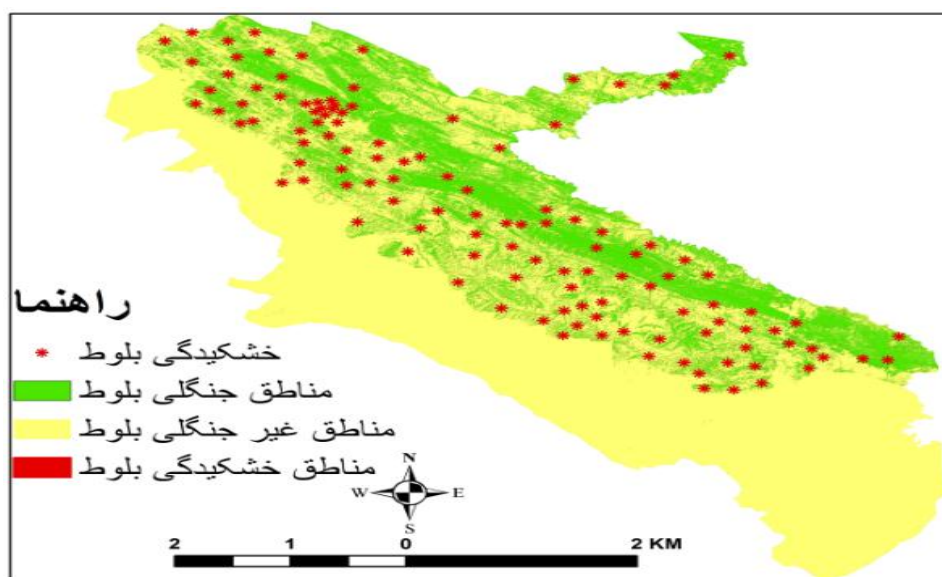 راهنما
خشکیدگی بلوط
مناطق جنگلی بلوط
مناطق غیر جنگلی بلوط
مناطق خشکیدگی بلوط
N
W E
S
2 1 0 2 KM